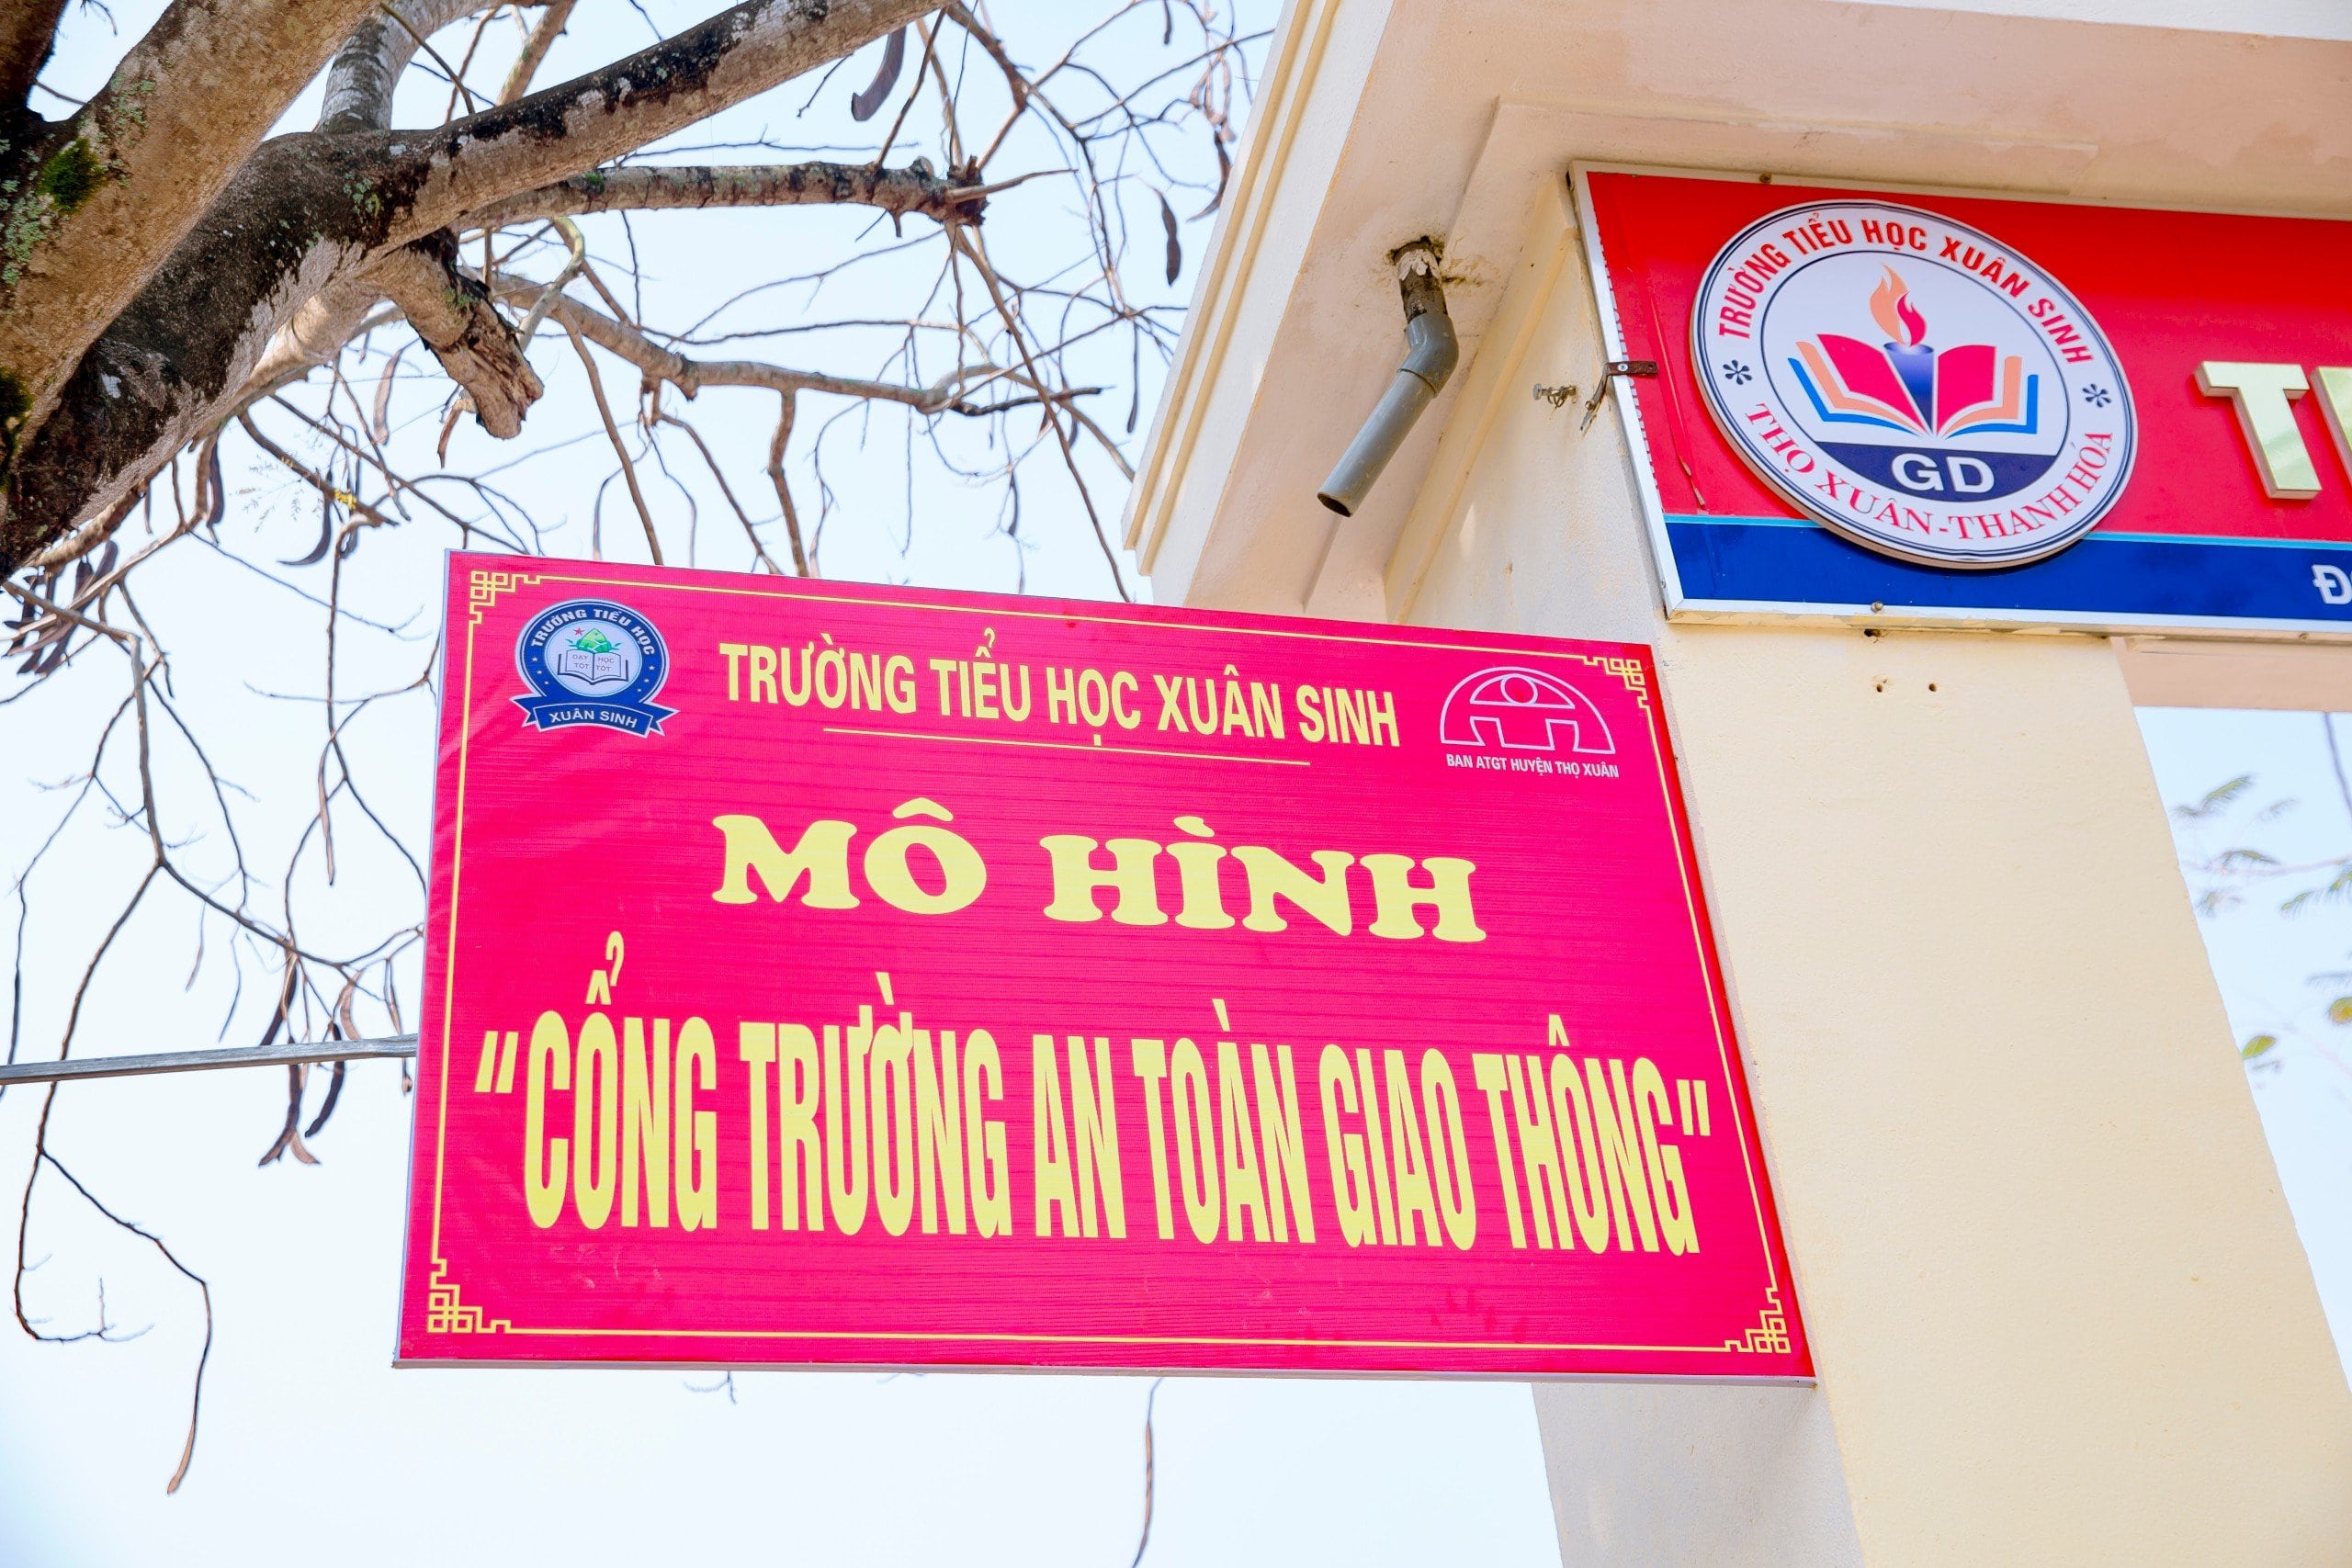 TRƯỜNG TIỂU HỌC
DẠY HỌC
TỐT TỐT
XUÂN SINH
TRƯỜNG TIỂU HỌC XUÂN SINH
BAN ATGT HUYỆN THỌ XUÂN
MÔ HÌNH
"CỔNG TRƯỜNG AN TOÀN GIAO THÔNG"
TRƯỜNG TIỂU HỌC XUÂN SINH
GD
THỌ XUÂN-THANH HÓA